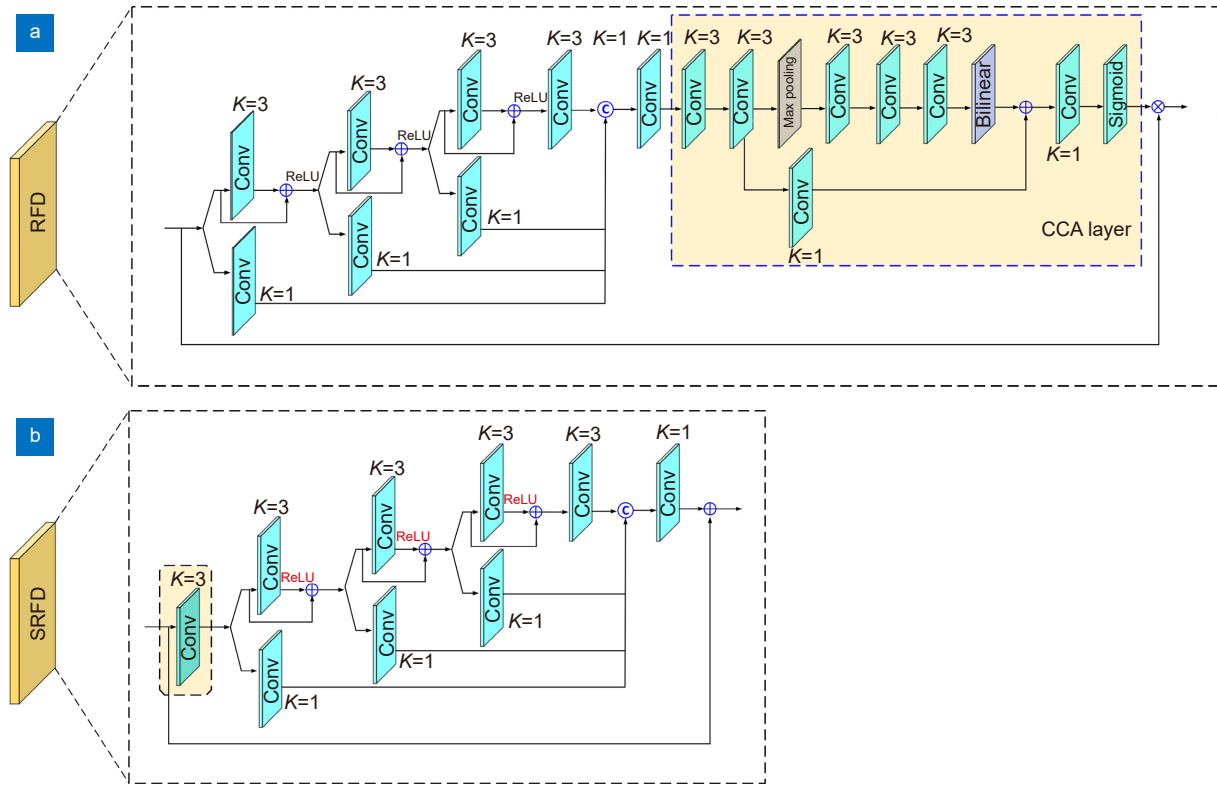 a
RFD
K=3
K=3
K=3
K=3
K=1
K=1
K=3
K=3
K=3
K=3
K=3
Conv
ReLU
Conv
ReLU
Conv
ReLU
Conv
C
Conv
Conv
Conv
Max pooling
Conv
Conv
Conv
Bilinear
Conv
Sigmoid
K=1
Conv
K=1
Conv
K=1
Conv
K=1
Conv
K=1
CCA layer
b
SRFD
K=3
Conv
K=3
Conv
ReLU
K=3
Conv
ReLU
K=3
Conv
ReLU
K=3
Conv
C
K=1
Conv
Conv
K=1
Conv
K=1
Conv
K=1